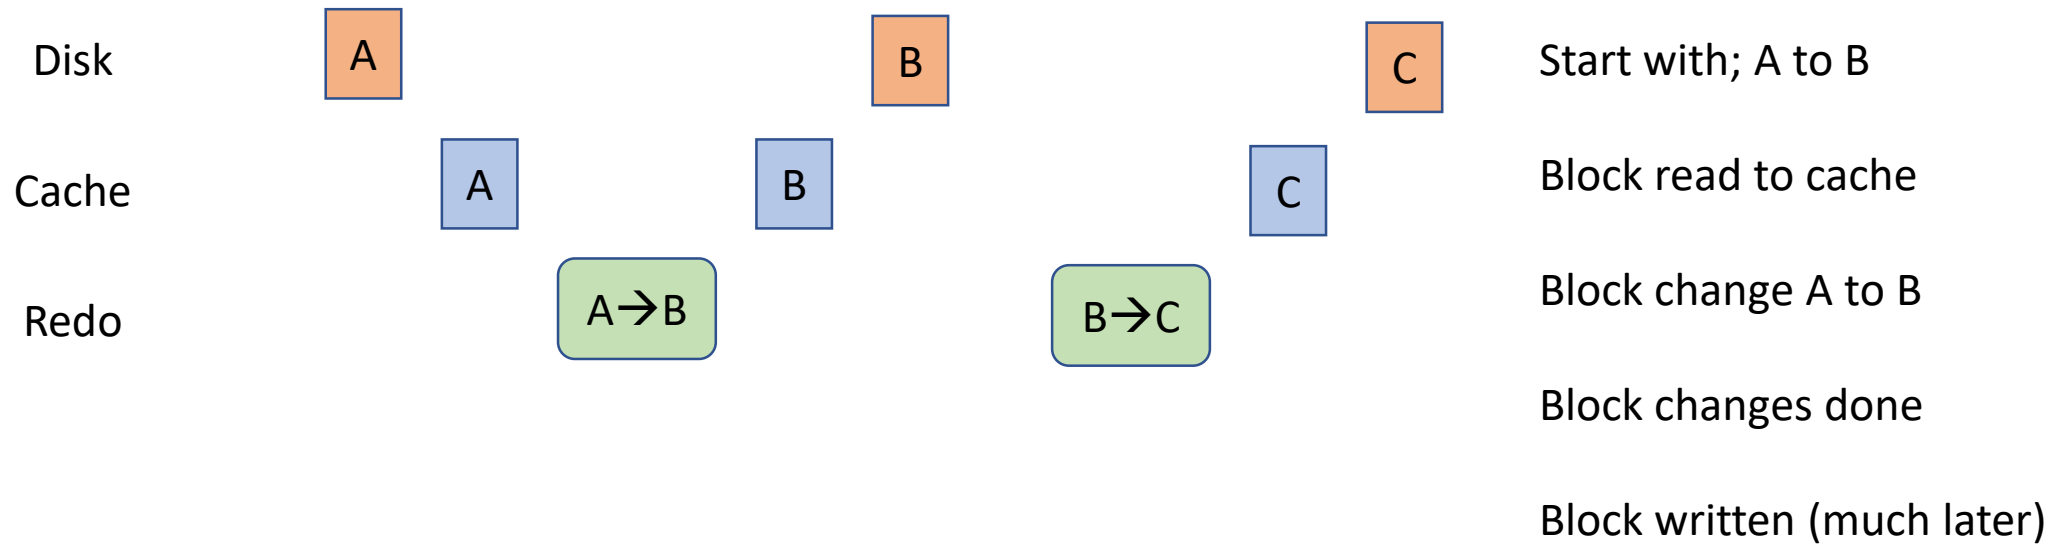 Disk
A
B
C
Start with; A to B
Cache
A
B
C
Block read to cache
Redo
A→B
B→C
Block change A to B
Block changes done
Block written (much later)